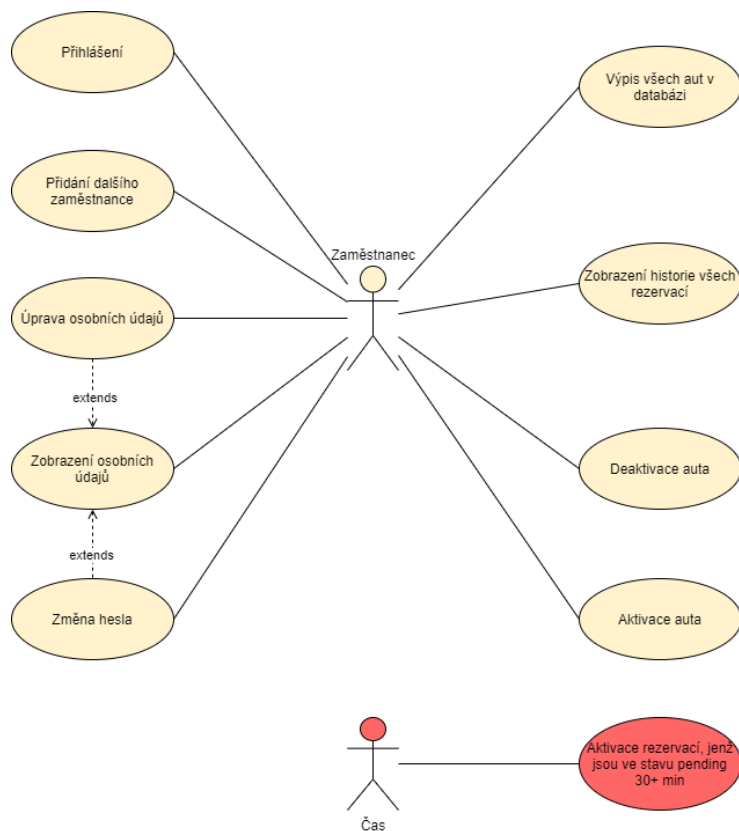 Přihlášení
Výpis všech aut v
databázi
Přidání dalšího
zaměstnance
Zaměstnanec
Zobrazení historie všech
rezervací
Úprava osobních údajů
extends
Zobrazení osobních
údajů
Deaktivace auta
extends
Změna hesla
Aktivace auta
Aktivace rezervací, jenž
jsou ve stavu pending
30+ min
Čas